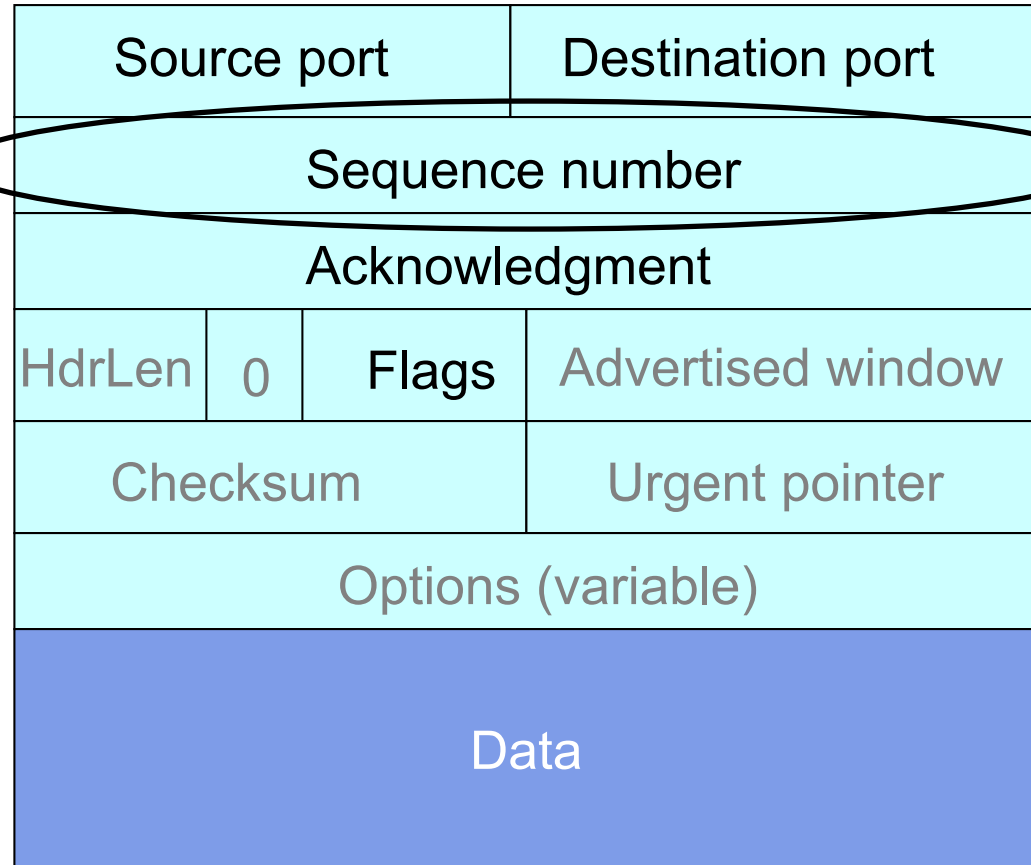 Source port Destination port
Sequence number
Acknowledgment
HdrLen 0 Flags Advertised window
Checksum Urgent pointer
Options (variable)
Data